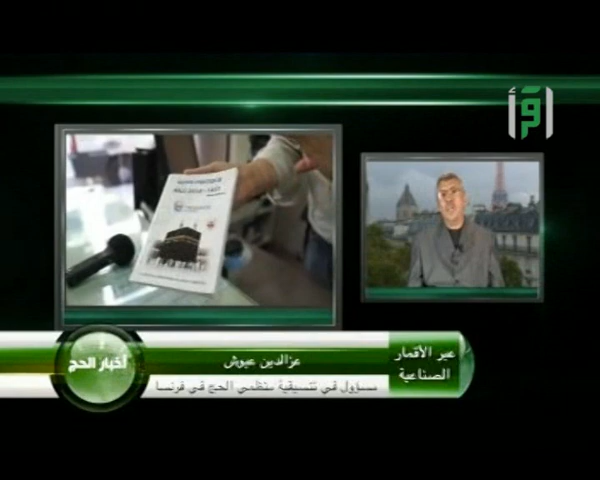 اقرأ
عبر الأقمار
الصناعية
عزالدين عيوش
أخبار الحج
مسؤول في تنسيقية منظمي الحج في فرنسا